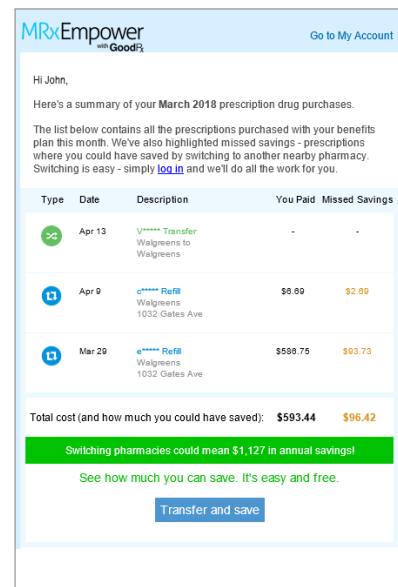 MRxEmpower
with GoodRx
Go to My Account
Hi John,
Here's a summary of your March 2018 prescription drug purchases.
The list below contains all the prescriptions purchased with your benefits
plan this month. We've also highlighted missed savings - prescriptions
where you could have saved by switching to another nearby pharmacy.
Switching is easy - simply log in and we'll do all the work for
you.
Type Date Description You Paid Missed Savings
Apr 13 V***** Transfer - -
Walgreens to
Walgreens
Apr 9 c***** Refill $6.69 $2.69
Walgreens
1032 Gates Ave
Mar 29 e***** Refill $586.75 $93.73
Walgreens
1032 Gates Ave
Total cost (and how much you could have saved): $593.44 $96.42
Switching pharmacies could mean $1,127 in annual savings!
See how much you can save. It's easy and free.
Transfer and save